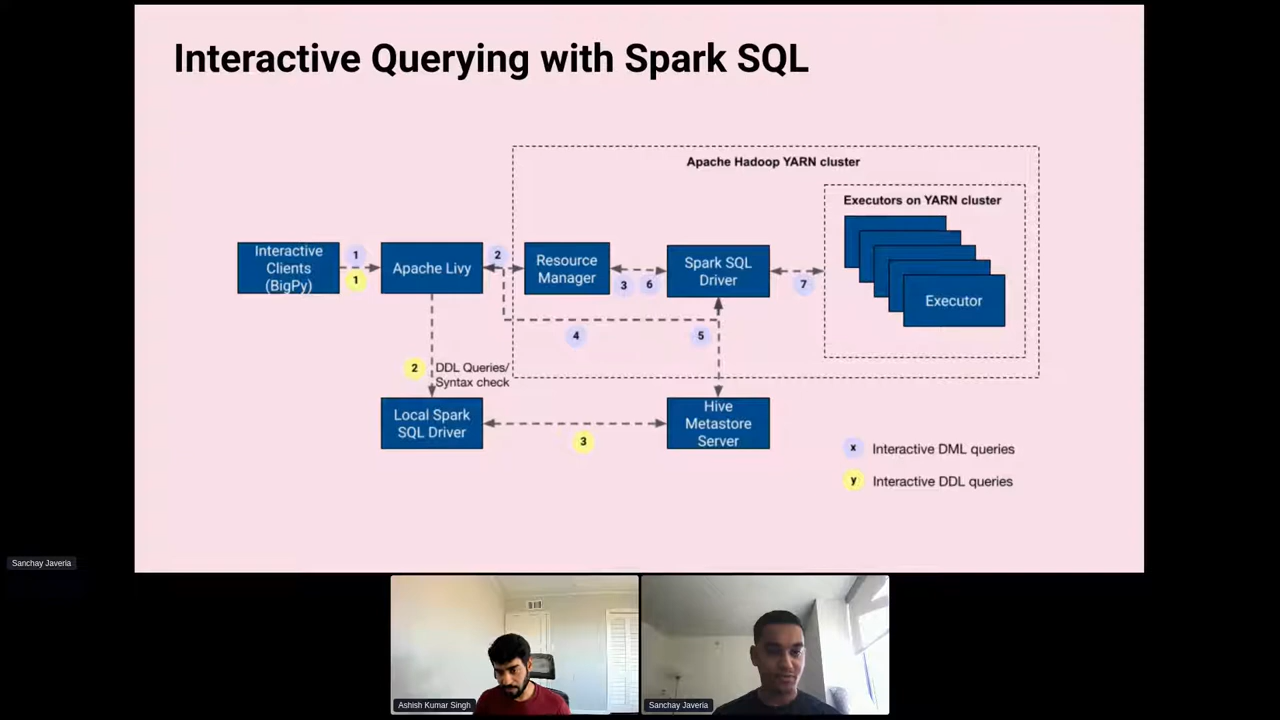 Interactive Querying with Spark SQL
Apache Hadoop YARN cluster
Executors on YARN cluster
Interactive
Clients
(BigPy)
1
1
Apache Livy
2
Resource
Manager
3
6
Spark SQL
Driver
7
Executor
4
5
2
DDL Queries/
Syntax check
Local Spark
SQL Driver
3
Hive
Metastore
Server
x Interactive DML queries
y Interactive DDL queries
Sanchay Javeria
Ashish Kumar Singh
Sanchay Javeria